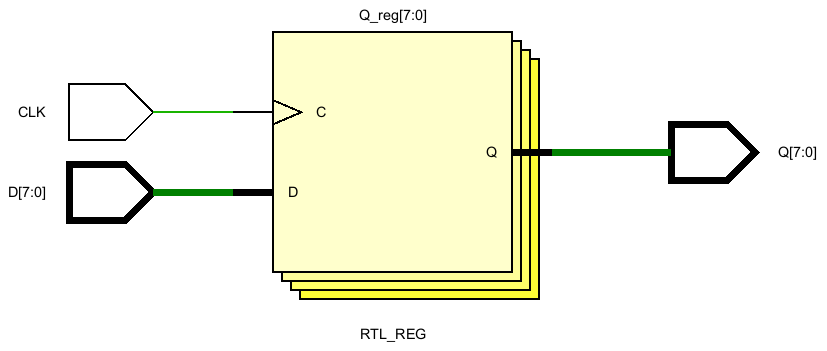 Q_reg[7:0]
CLK
C
D[7:0]
D
Q
Q[7:0]
RTL_REG